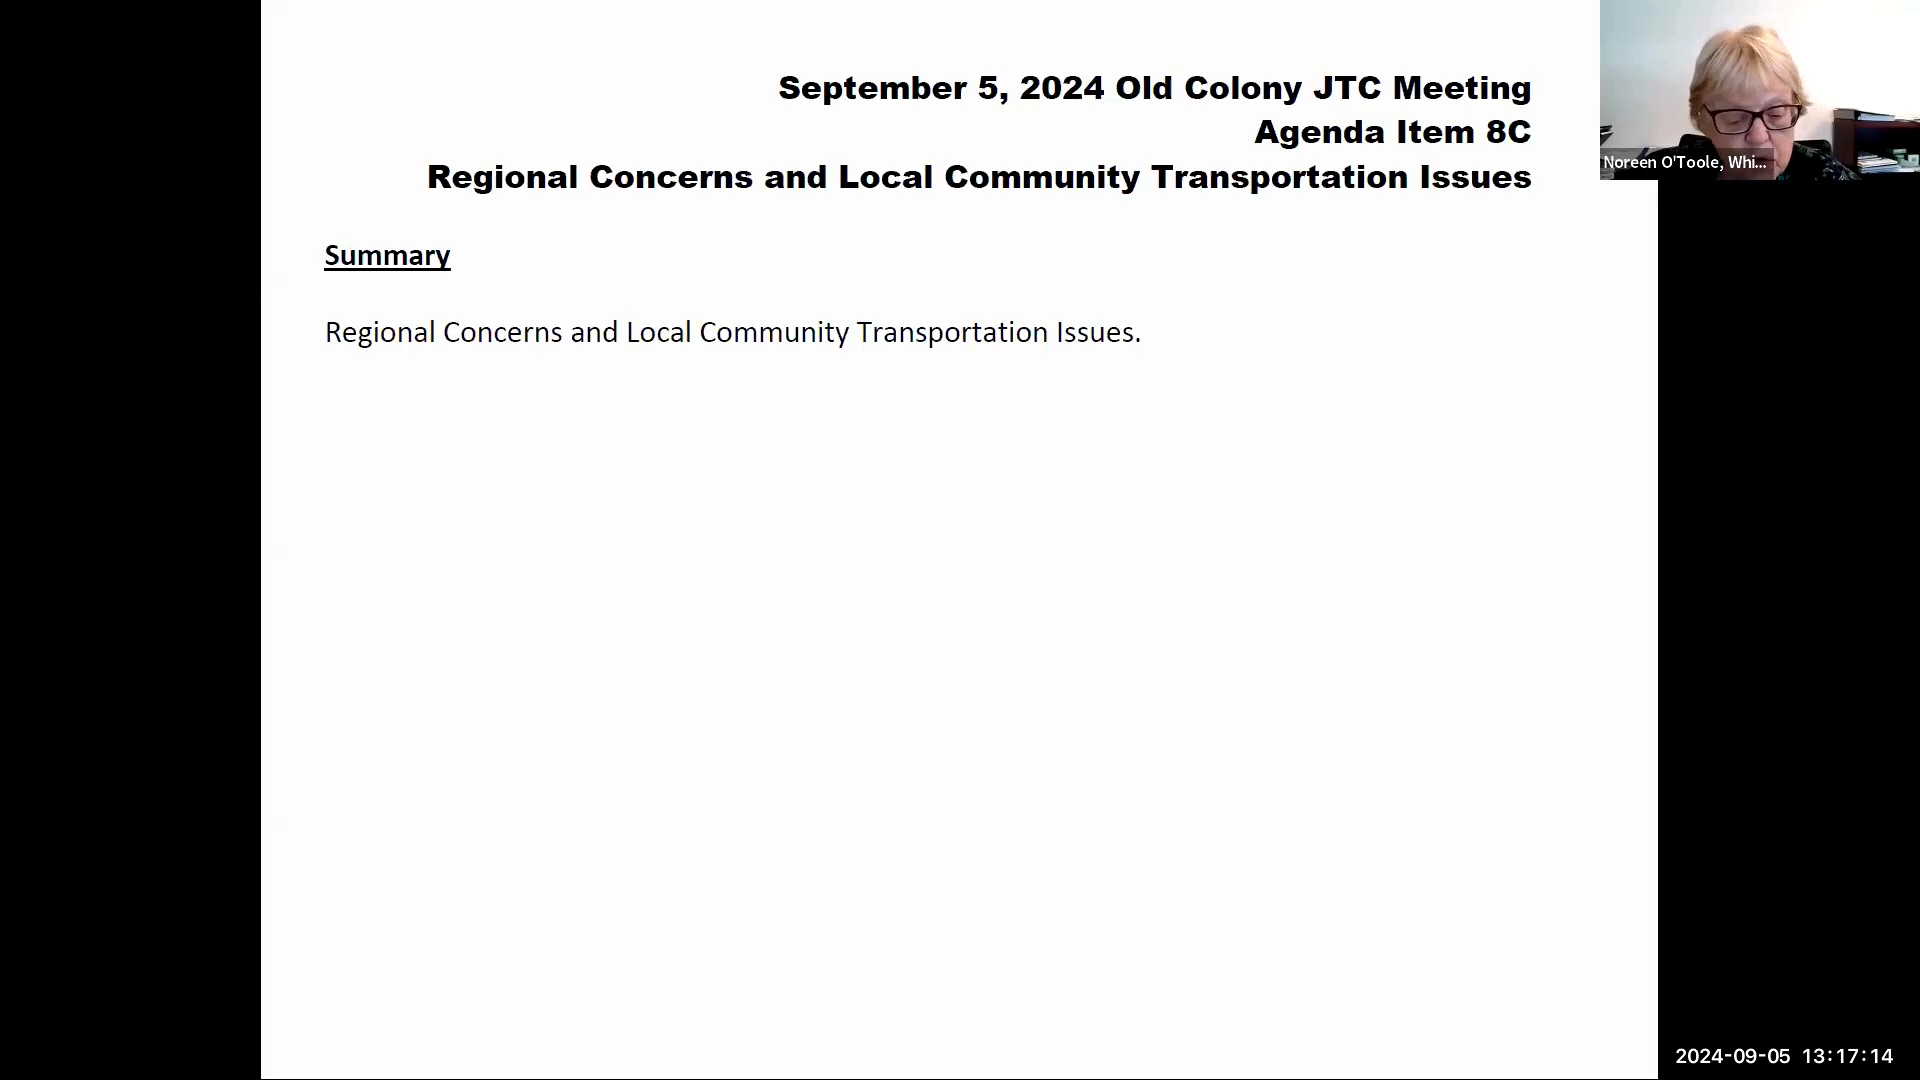 September 5, 2024 Old Colony JTC Meeting
Agenda Item 8C
Regional Concerns and Local Community Transportation Issues
Noreen O'Toole, Whi...
Summary
Regional Concerns and Local Community Transportation Issues.
2024-09-05 13:17:14